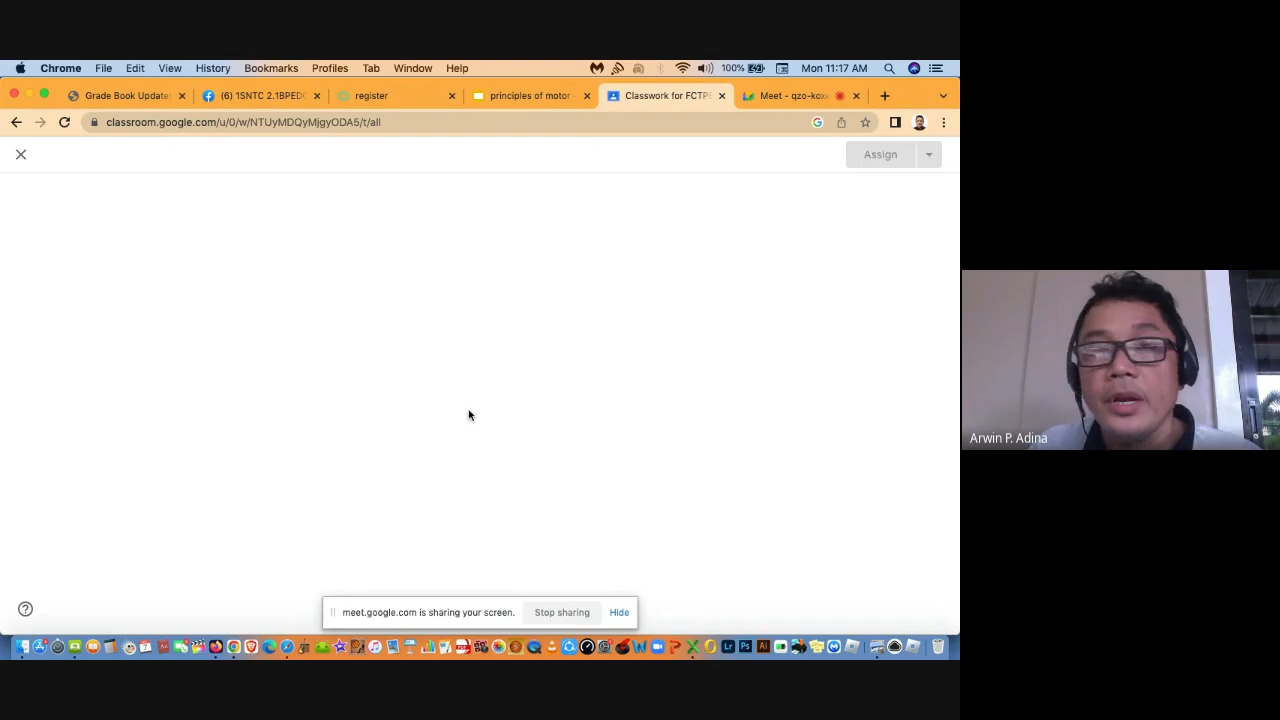 Chrome File Edit View History Bookmarks Profiles Tab Window Help 100% Mon 11:17 AM
Grade Book Update (6) 1SNTC 2.1BPED register principles of motor Classwork for FCTP Meet - qzo-kox
classroom.google.com/u/0/w/NTUyMDQyMjgyODA5/t/all
Assign
Arwin P. Adina
meet.google.com is sharing your screen. Stop sharing Hide